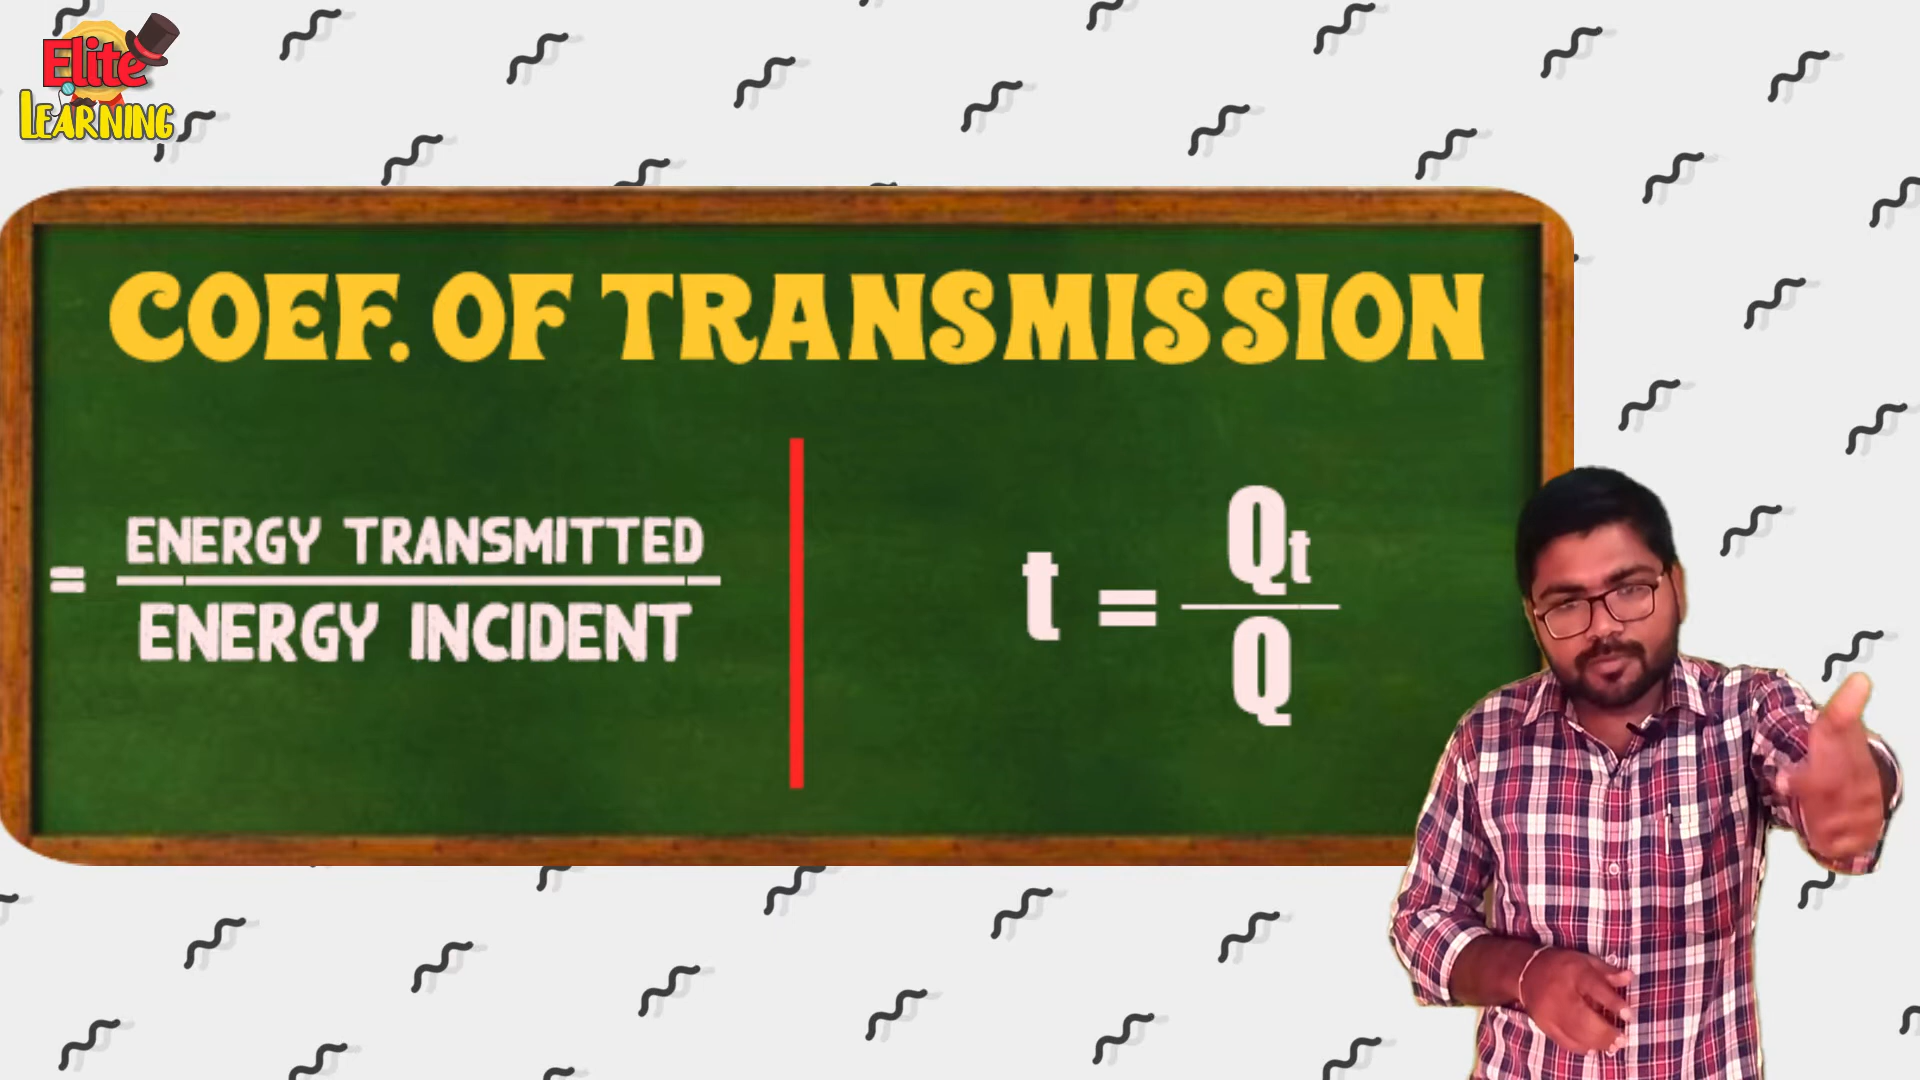 Elite
LEARNING
COEF. OF TRANSMISSION
= ENERGY TRANSMITTED
ENERGY INCIDENT
t = Qt
Q